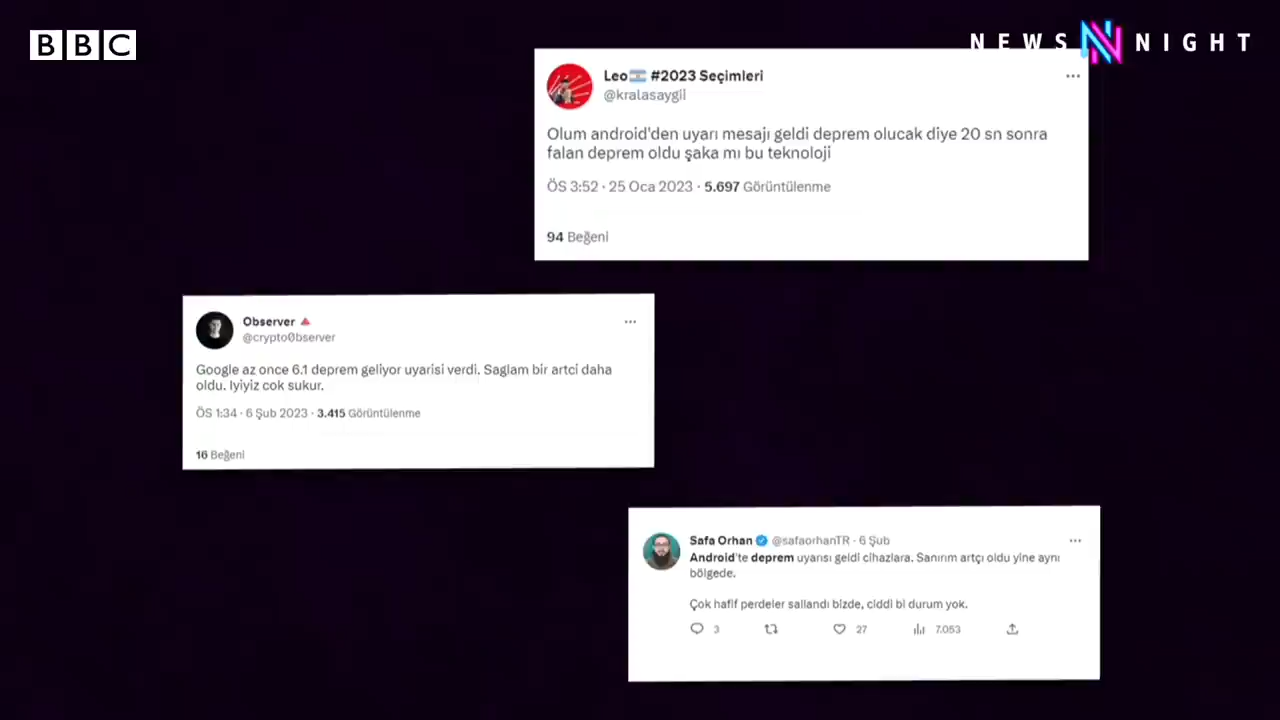 BBC
NEWSNIGHT
Leo #2023 Seçimleri
@kralasaygil
Olum android'den uyarı mesajı geldi deprem olucak diye 20 sn sonra
falan deprem oldu şaka mı bu teknoloji
ÖS 3:52 · 25 Oca 2023 · 5.697 Görüntülenme
94 Beğeni
Observer
@crypto0bserver
Google az once 6.1 deprem geliyor uyarisi verdi. Saglam bir artci daha
oldu. Iyiyiz cok sukur.
ÖS 1:34 · 6 Şub 2023 · 3.415 Görüntülenme
16 Beğeni
Safa Orhan @safaorhanTR · 6 Şub
Android'te deprem uyarısı geldi cihazlara. Sanırım artçı oldu yine aynı
bölgede.
Çok hafif perdeler sallandı bizde, ciddi bi durum yok.
3 27 7.053